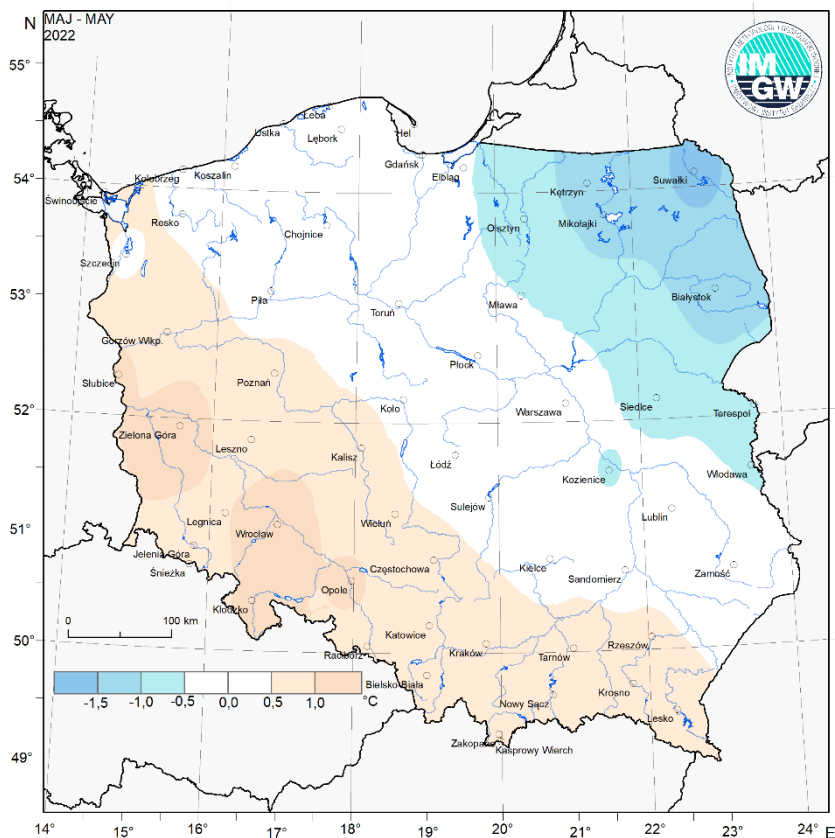 N
MAJ - MAY
2022
IMGW
55°
Łeba
Ustka
Lębork
Hel
Gdańsk
Elbląg
54°
Kołobrzeg
Koszalin
Świnoujście
Kętrzyn
Suwałki
Resko
Chojnice
Olsztyn
Mikołajki
Szczecin
53°
Piła
Toruń
Mława
Białystok
Gorzów Wlkp.
Płock
Słubice
Poznań
52°
Koło
Warszawa
Siedlce
Terespol
Zielona Góra
Leszno
Kalisz
Łódź
Kozienice
Włodawa
51°
Legnica
Wrocław
Wieluń
Sulejów
Lublin
Jelenia Góra
Śnieżka
Częstochowa
Kielce
Sandomierz
Zamość
Opole
Kłodzko
0 100 km
50°
Katowice
Kraków
Tarnów
Rzeszów
Racibórz
Bielsko-Biała
Nowy Sącz
Krosno
Lesko
-1,5 -1,0 -0,5 0,0 0,5 1,0 °C
Zakopane
Kasprowy Wierch
49°
14° 15° 16° 17° 18° 19° 20° 21° 22° 23° E